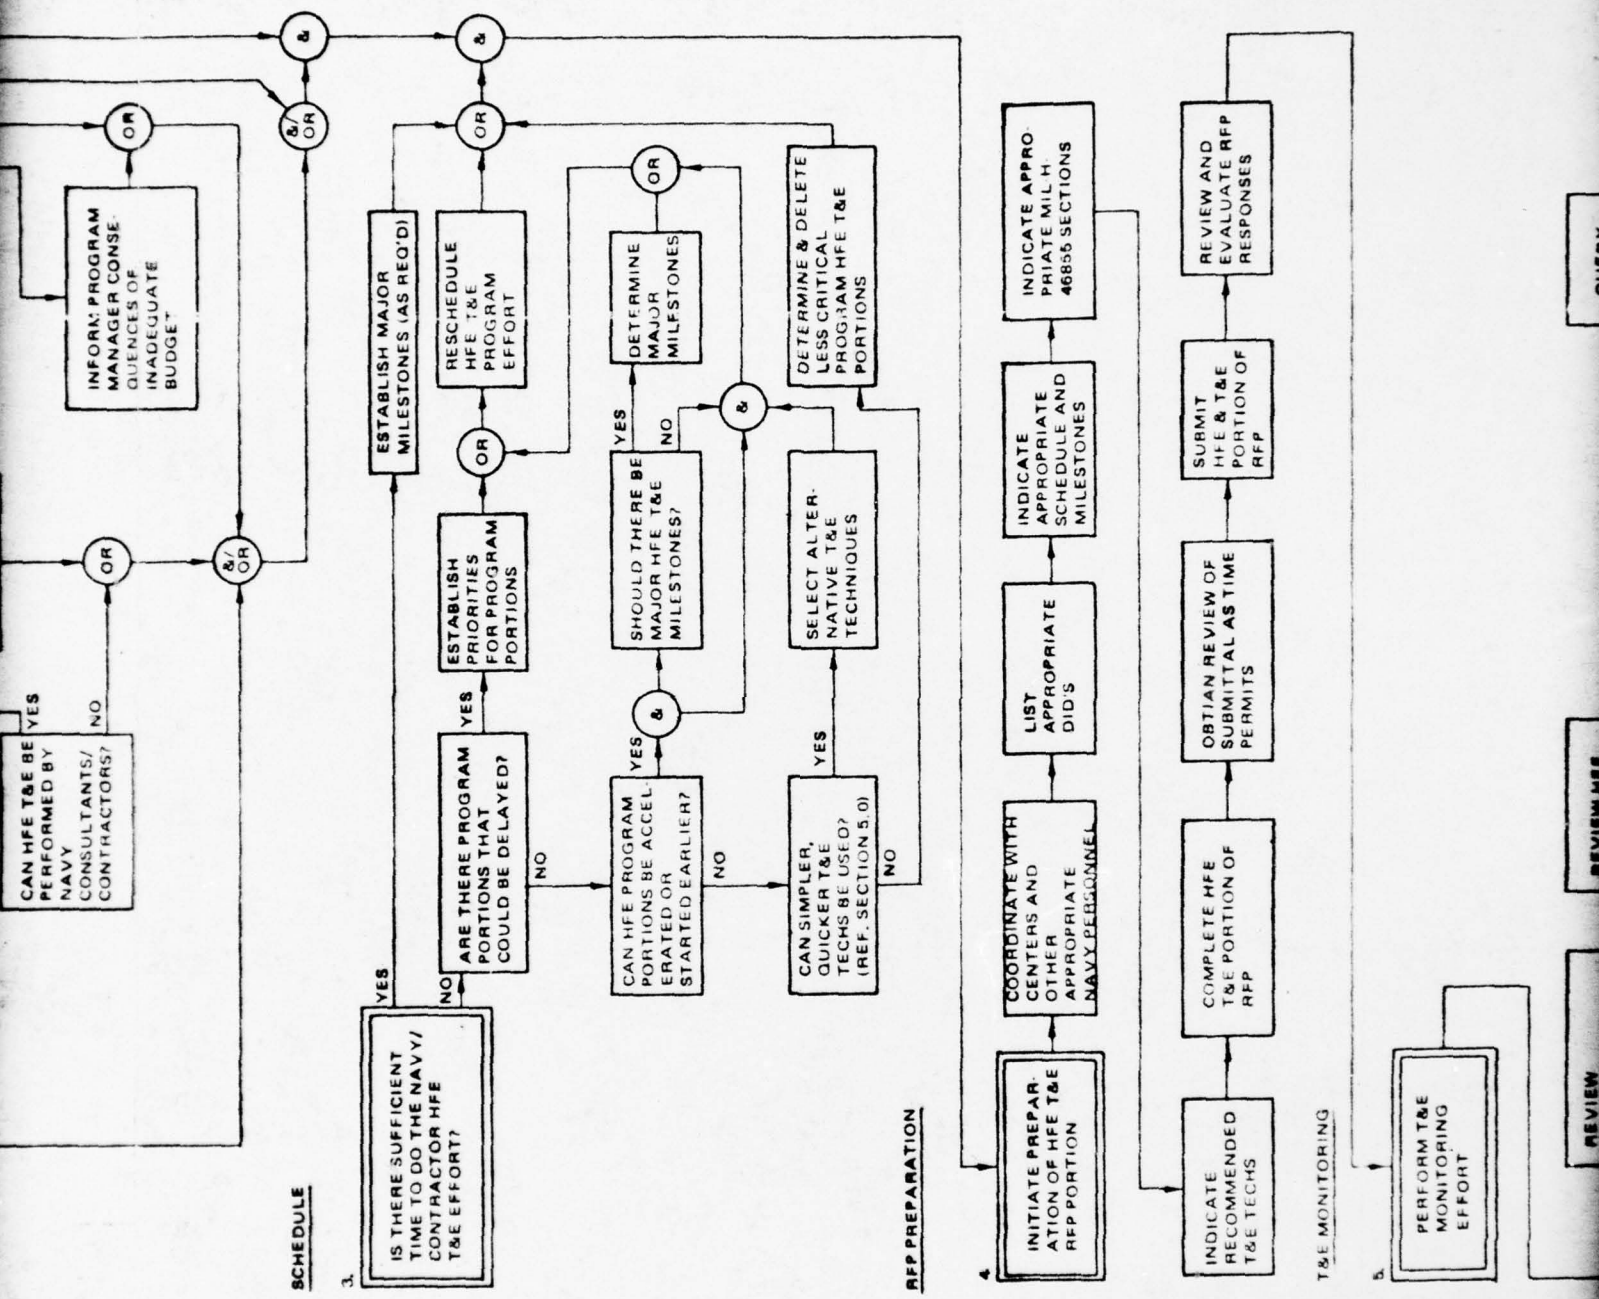 INFORM PROGRAM
MANAGER CONSE-
QUENCES OF
INADEQUATE
BUDGET
OR
&
&/
OR
CAN HFE T&E BE
PERFORMED BY
NAVY
CONSULTANTS/
CONTRACTORS?
YES
NO
OR
&/
OR
SCHEDULE
3.
IS THERE SUFFICIENT
TIME TO DO THE NAVY/
CONTRACTOR HFE
T&E EFFORT?
YES
NO
ESTABLISH MAJOR
MILESTONES (AS REQ'D)
&
OR
ARE THERE PROGRAM
PORTIONS THAT
COULD BE DELAYED?
YES
NO
ESTABLISH
PRIORITIES
FOR PROGRAM
PORTIONS
OR
RESCHEDULE
HFE T&E
PROGRAM
EFFORT
CAN HFE PROGRAM
PORTIONS BE ACCEL-
ERATED OR
STARTED EARLIER?
YES
NO
&
SHOULD THERE BE
MAJOR HFE T&E
MILESTONES?
YES
NO
DETERMINE
MAJOR
MILESTONES
OR
&
CAN SIMPLER,
QUICKER T&E
TECHS BE USED?
(REF. SECTION 5.0)
YES
NO
SELECT ALTER-
NATIVE T&E
TECHNIQUES
DETERMINE & DELETE
LESS CRITICAL
PROGRAM HFE T&E
PORTIONS
RFP PREPARATION
4.
INITIATE PREPAR-
ATION OF HFE T&E
RFP PORTION
COORDINATE WITH
CENTERS AND
OTHER
APPROPRIATE
NAVY PERSONNEL
LIST
APPROPRIATE
DID'S
INDICATE
APPROPRIATE
SCHEDULE AND
MILESTONES
INDICATE APPRO-
PRIATE MIL-H-
46855 SECTIONS
INDICATE
RECOMMENDED
T&E TECHS
COMPLETE HFE
T&E PORTION OF
RFP
OBTIAN REVIEW OF
SUBMITTAL AS TIME
PERMITS
SUBMIT
HFE & T&E
PORTION OF
RFP
REVIEW AND
EVALUATE RFP
RESPONSES
T&E MONITORING
5.
PERFORM T&E
MONITORING
EFFORT
REVIEW